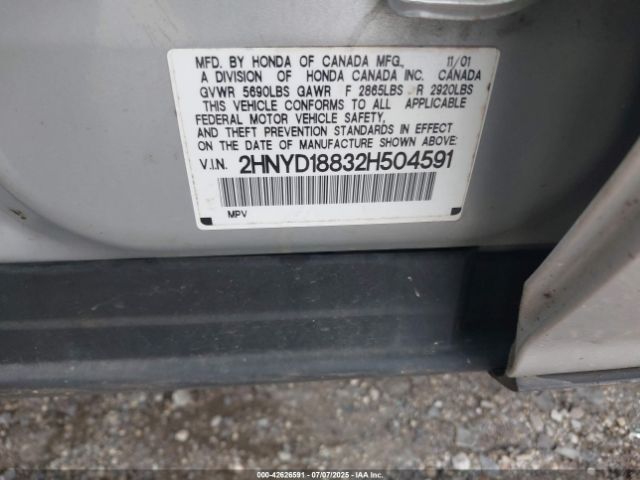 MFD. BY HONDA OF CANADA MFG., 11/01
A DIVISION OF HONDA CANADA INC. CANADA
GVWR 5690LBS GAWR F 2865LBS R 2920LBS
THIS VEHICLE CONFORMS TO ALL APPLICABLE
FEDERAL MOTOR VEHICLE SAFETY,
AND THEFT PREVENTION STANDARDS IN EFFECT
ON THE DATE OF MANUFACTURE SHOWN ABOVE:
V.I.N. 2HNYD18832H504591
MPV
000-42626591 07/07/2025 IAAI.COM